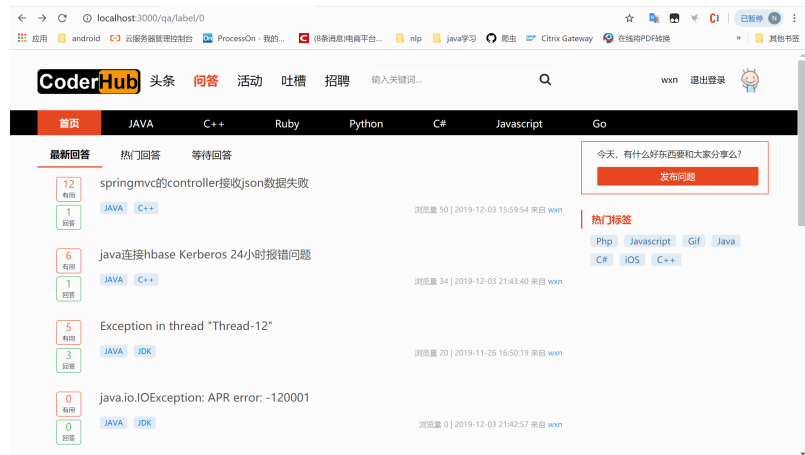 localhost:3000/qa/label/0
已暂停 N
应用 android 云服务器管理控制台 ProcessOn - 我的... (8条消息)电商平台... nlp java学习 爬虫 Citrix Gateway 在线将PDF转换 » 其他书签
CoderHub 头条 问答 活动 吐槽 招聘 输入关键词... wxn 退出登录
首页 JAVA C++ Ruby Python C# Javascript Go
最新回答 热门回答 等待回答
12
有用
springmvc的controller接收json数据失败
1
回答
JAVA C++
浏览量 50 | 2019-12-03 15:59:54 来自 wxn
6
有用
java连接hbase Kerberos 24小时报错问题
1
回答
JAVA C++
浏览量 34 | 2019-12-03 21:43:40 来自 wxn
5
有用
Exception in thread "Thread-12"
3
回答
JAVA JDK
浏览量 20 | 2019-11-26 16:50:19 来自 wxn
0
有用
java.io.IOException: APR error: -120001
0
回答
JAVA JDK
浏览量 0 | 2019-12-03 21:42:57 来自 wxn
今天，有什么好东西要和大家分享么?
发布问题
热门标签
Php Javascript Gif Java
C# iOS C++